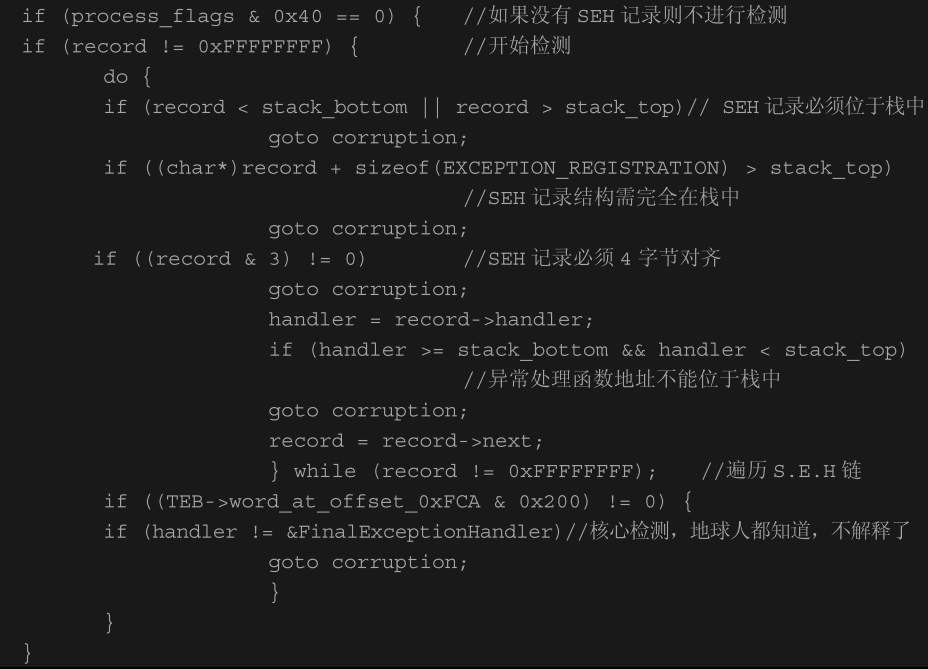 if (process_flags & 0x40 == 0) {    //如果没有 SEH 记录则不进行检测
if (record != 0xFFFFFFFF) {         //开始检测
do {
if (record < stack_bottom || record > stack_top)// SEH 记录必须位于栈中
goto corruption;
if ((char*)record + sizeof(EXCEPTION_REGISTRATION) > stack_top)
//SEH 记录结构需完全在栈中
goto corruption;
if ((record & 3) != 0)         //SEH 记录必须 4 字节对齐
goto corruption;
handler = record->handler;
if (handler >= stack_bottom && handler < stack_top)
//异常处理函数地址不能位于栈中
goto corruption;
record = record->next;
} while (record != 0xFFFFFFFF);    //遍历 S.E.H 链
if ((TEB->word_at_offset_0xFCA & 0x200) != 0) {
if (handler != &FinalExceptionHandler)//核心检测，地球人都知道，不解释了
goto corruption;
}
}
}